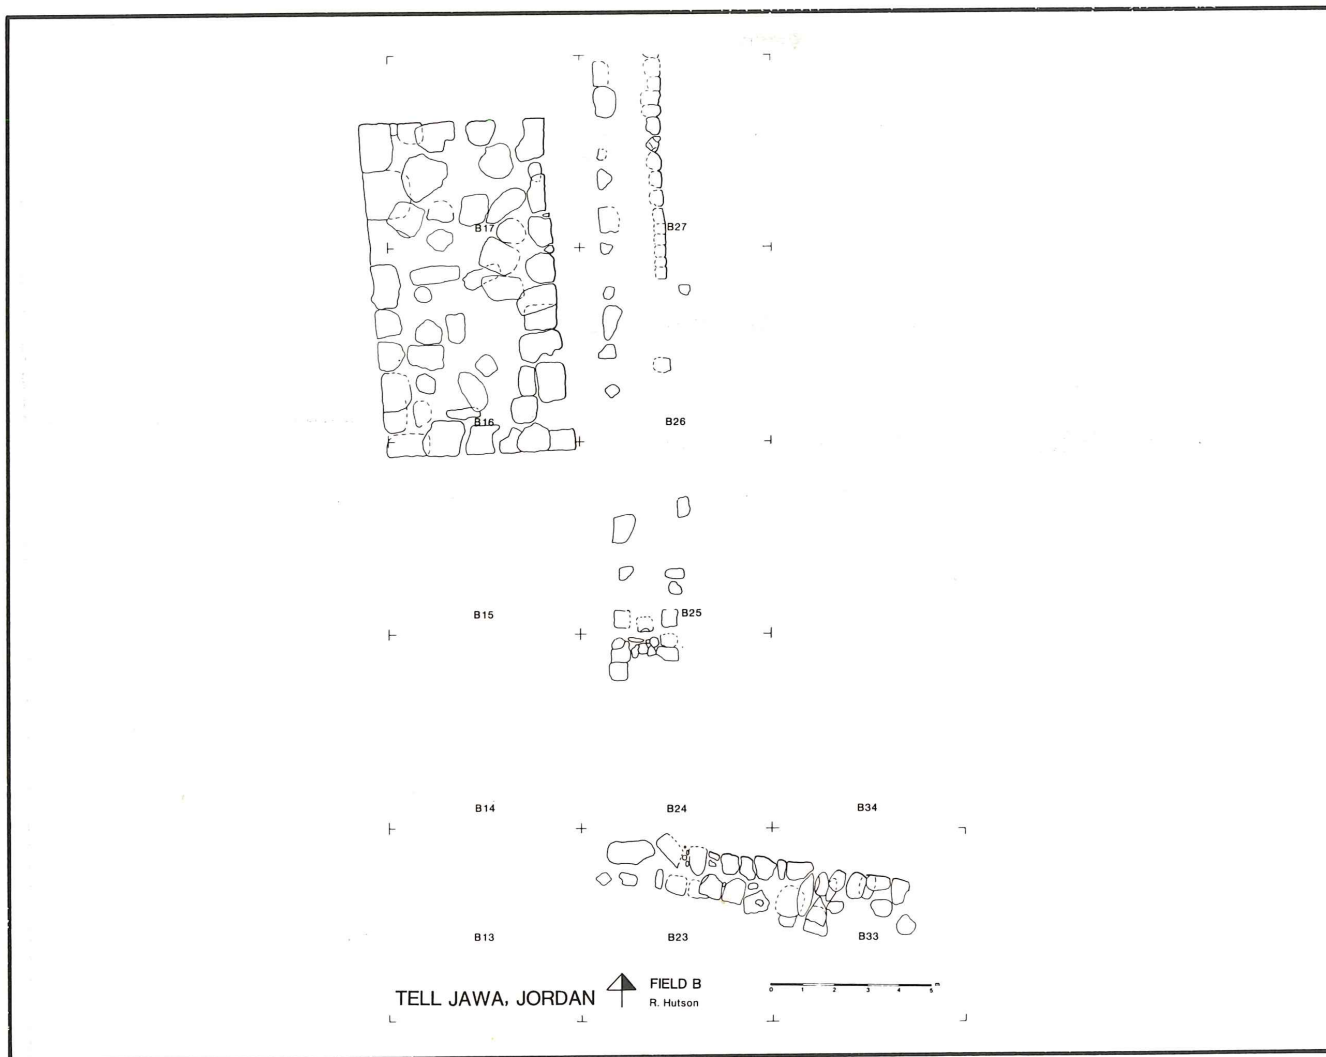 B17
B27
B16
B26
B15
B25
B14
B24
B34
B13
B23
B33
TELL JAWA, JORDAN
FIELD B
R. Hutson
0 1 2 3 4 5 m